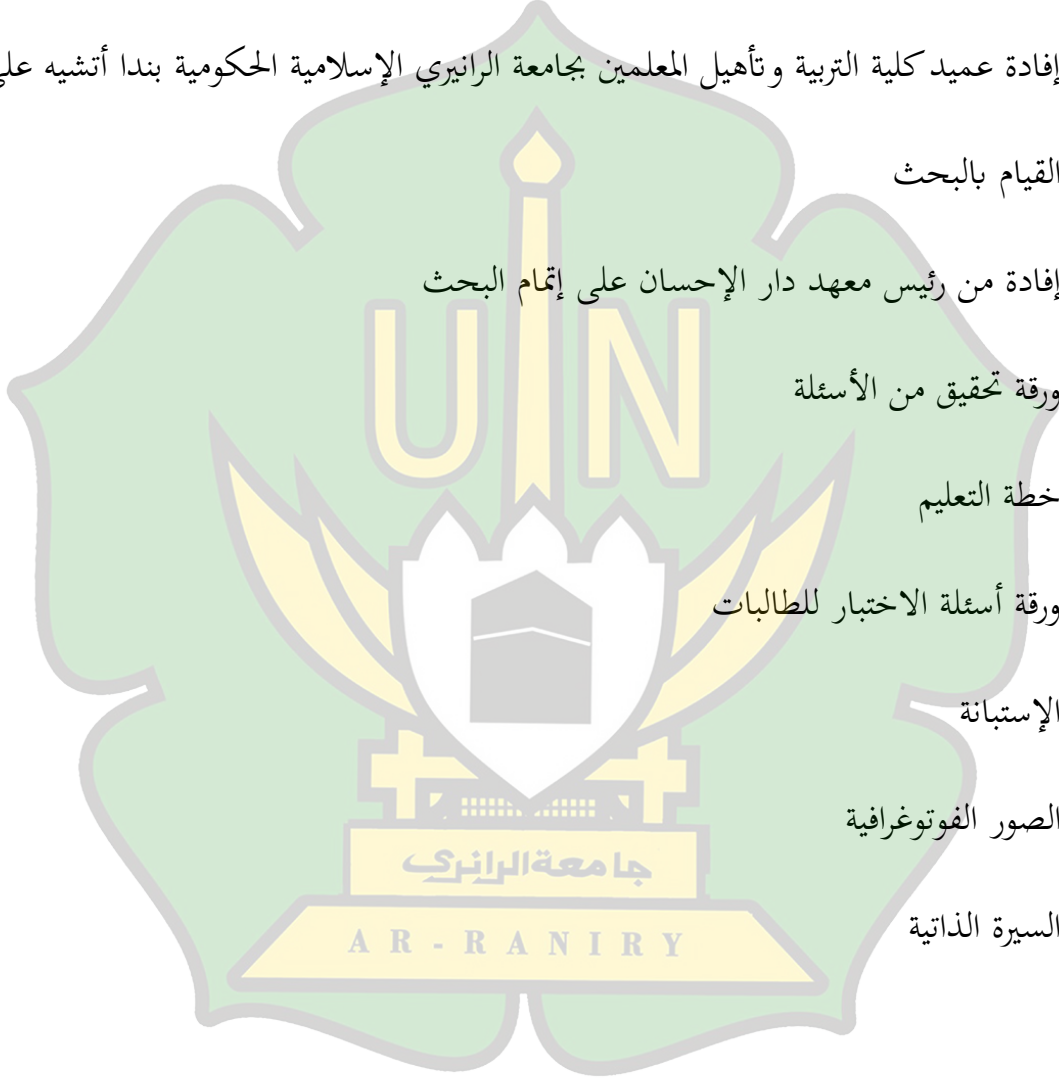 إفادة عميد كلية التربية وتأهيل المعلمين بجامعة الرانيري الإسلامية الحكومية بندا أتشيه على
القيام بالبحث
إفادة من رئيس معهد دار الإحسان على إتمام البحث
ورقة تحقيق من الأسئلة
خطة التعليم
ورقة أسئلة الاختبار للطالبات
الإستبانة
الصور الفوتوغرافية
السيرة الذاتية
UIN
جامعة الرانري
AR-RANIRY